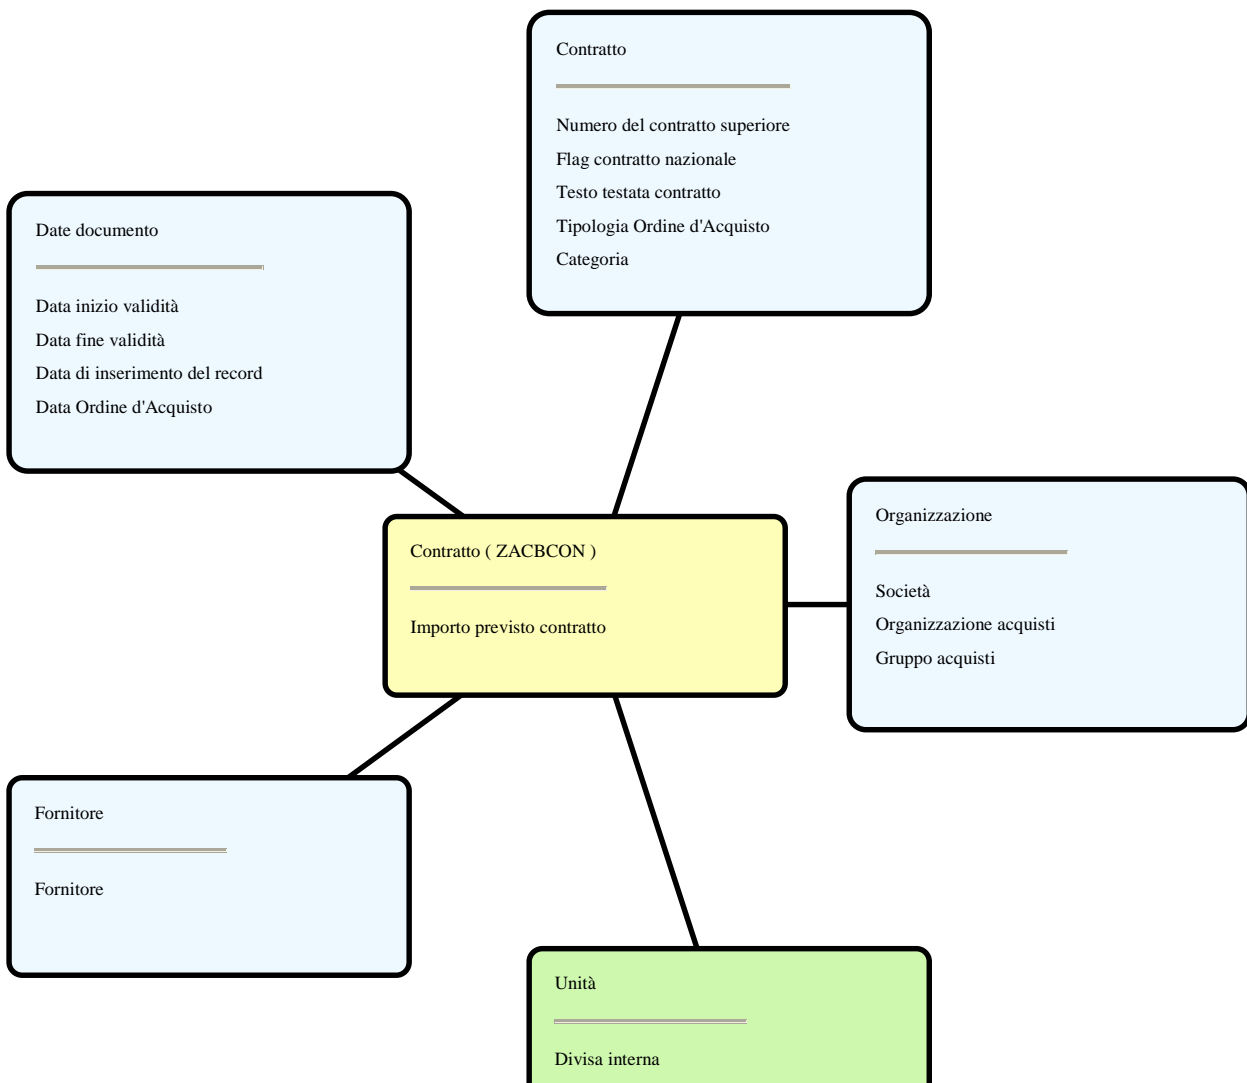 Contratto
Numero del contratto superiore
Flag contratto nazionale
Testo testata contratto
Tipologia Ordine d'Acquisto
Categoria
Date documento
Data inizio validità
Data fine validità
Data di inserimento del record
Data Ordine d'Acquisto
Contratto ( ZACBCON )
Importo previsto contratto
Organizzazione
Società
Organizzazione acquisti
Gruppo acquisti
Fornitore
Fornitore
Unità
Divisa interna